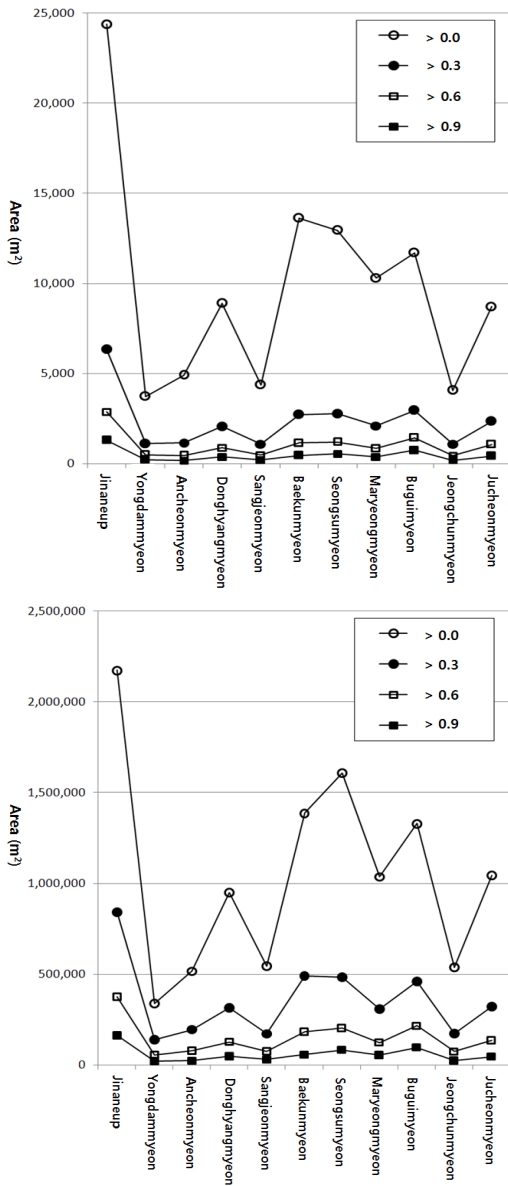 25,000
20,000
15,000
10,000
5,000
0
Area (m²)
> 0.0
> 0.3
> 0.6
> 0.9
Jinaneup
Yongdammyeon
Ancheonmyeon
Donghyangmyeon
Sangjeonmyeon
Baekunmyeon
Seongsumyeon
Maryeongmyeon
Buguimyeon
Jeongchunmyeon
Jucheonmyeon
2,500,000
2,000,000
1,500,000
1,000,000
500,000
0
Area (m²)
> 0.0
> 0.3
> 0.6
> 0.9
Jinaneup
Yongdammyeon
Ancheonmyeon
Donghyangmyeon
Sangjeonmyeon
Baekunmyeon
Seongsumyeon
Maryeongmyeon
Buguimyeon
Jeongchunmyeon
Jucheonmyeon